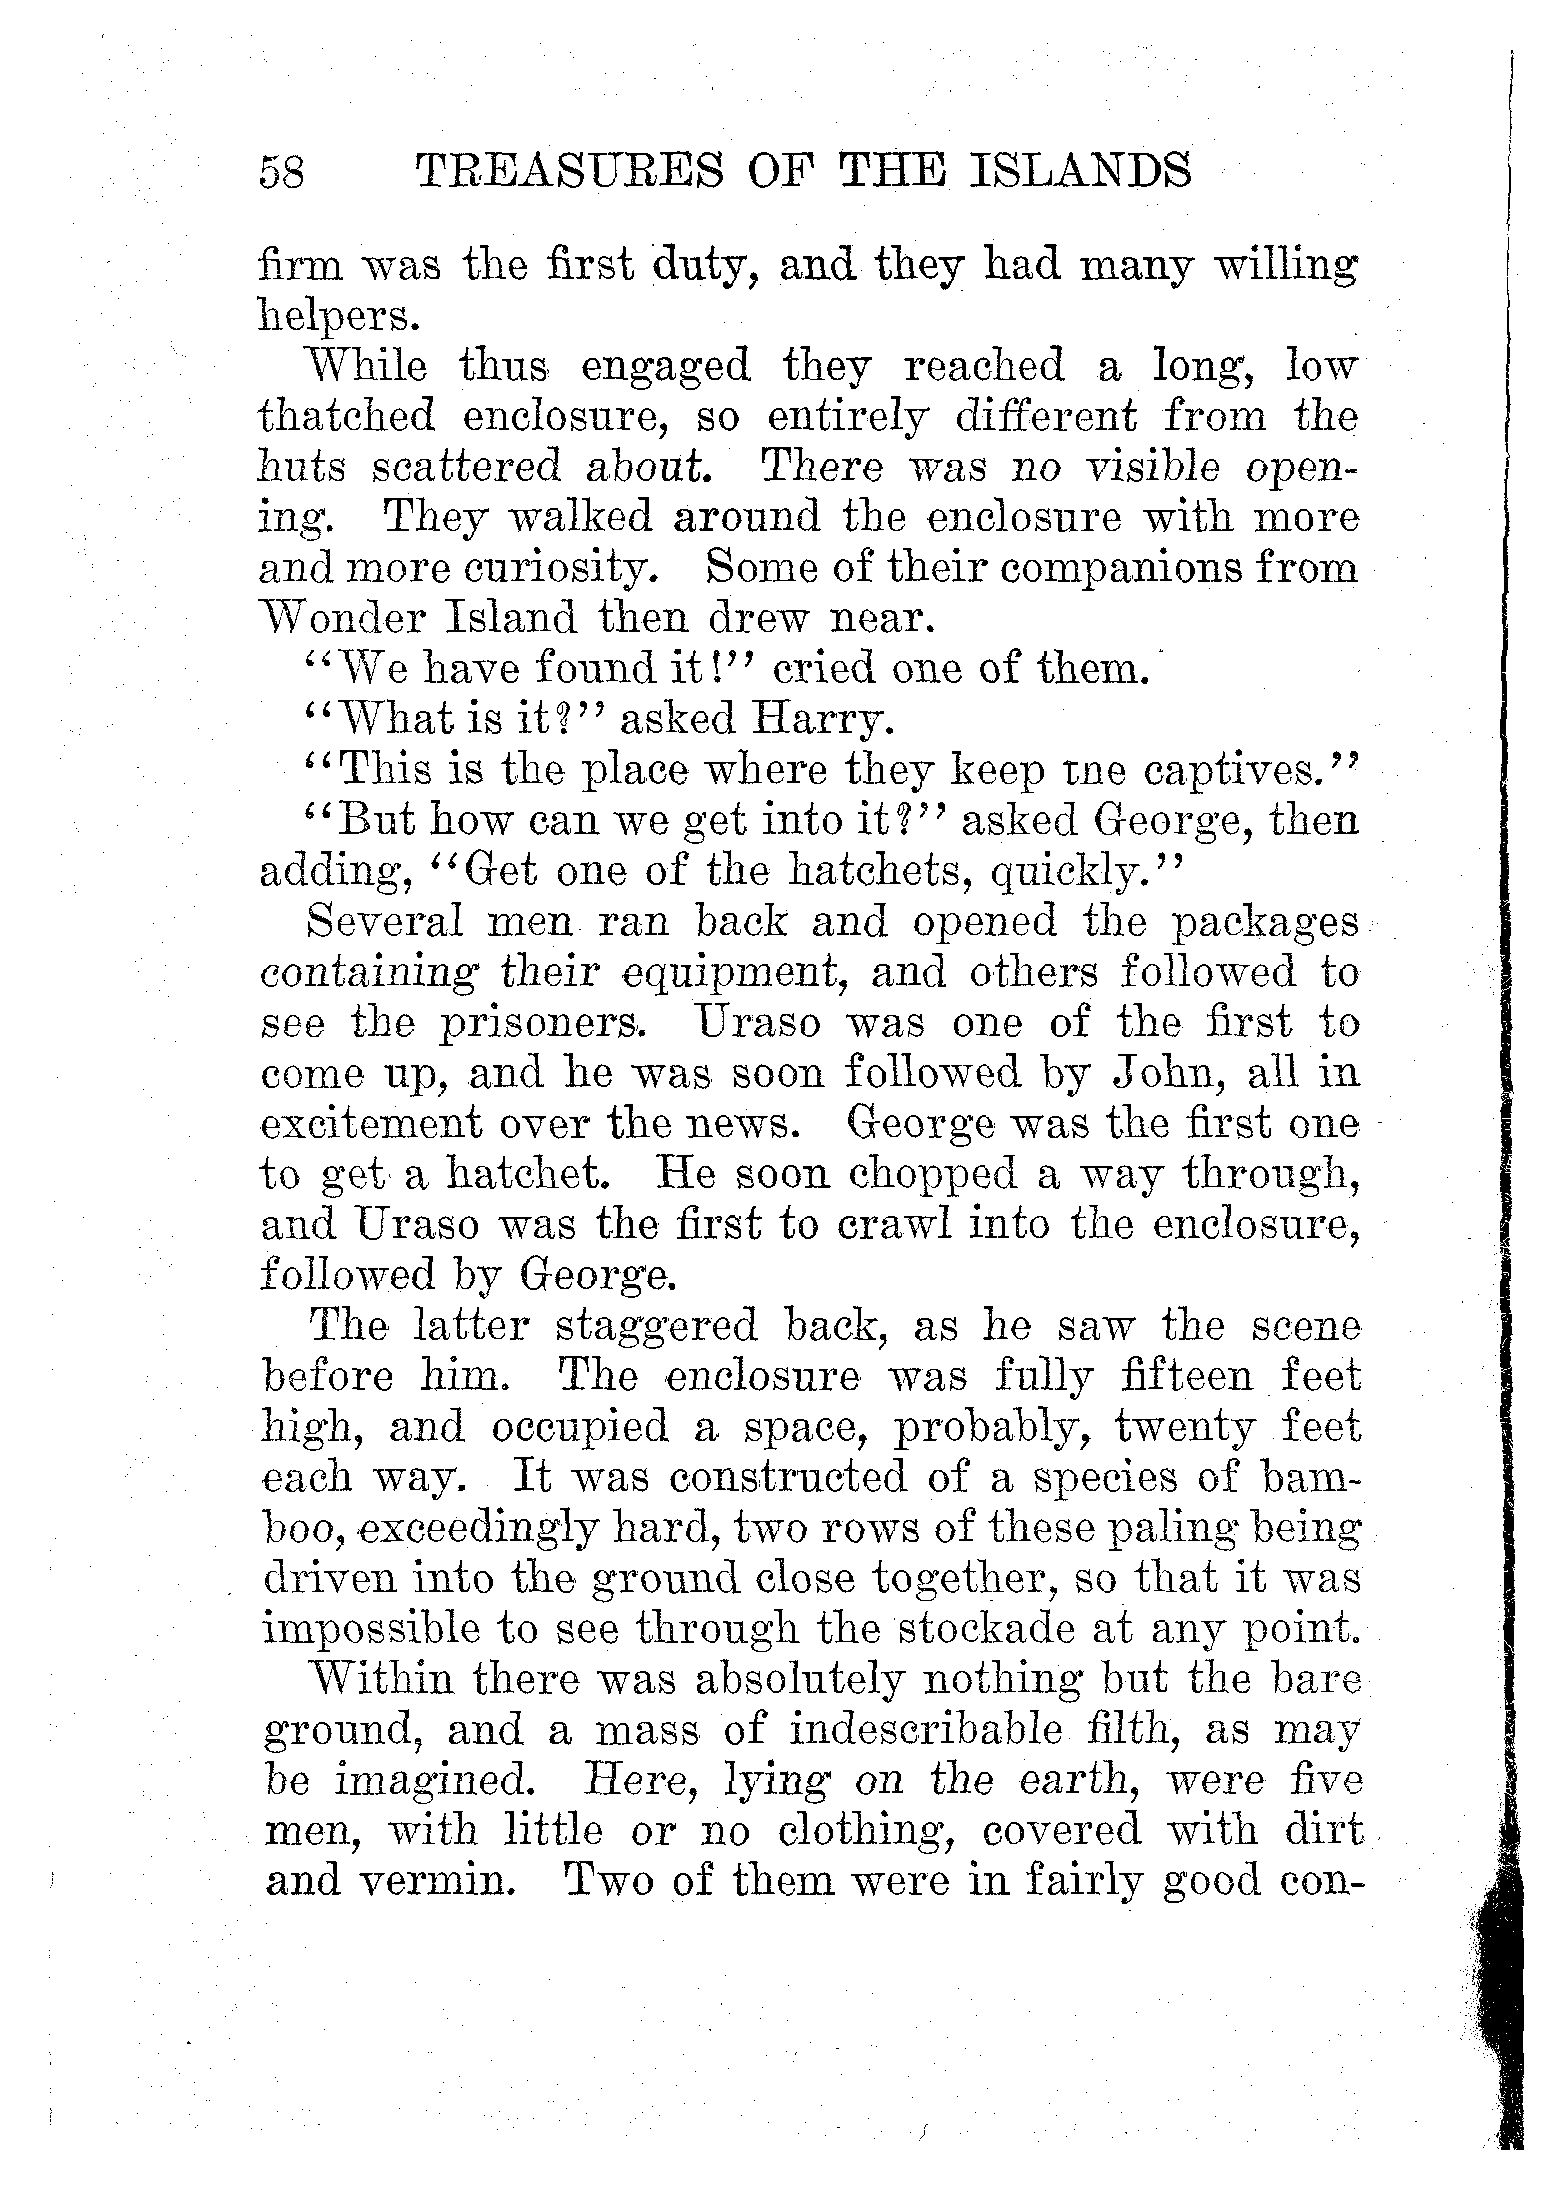 58 TREASURES OF THE ISLANDS
firm was the first duty, and they had many willing
helpers.
While thus engaged they reached a long, low
thatched enclosure, so entirely different from the
huts scattered about. There was no visible open-
ing. They walked around the enclosure with more
and more curiosity. Some of their companions from
Wonder Island then drew near.
"We have found it!" cried one of them.
"What is it?" asked Harry.
"This is the place where they keep the captives."
"But how can we get into it?" asked George, then
adding, "Get one of the hatchets, quickly."
Several men ran back and opened the packages
containing their equipment, and others followed to
see the prisoners. Uraso was one of the first to
come up, and he was soon followed by John, all in
excitement over the news. George was the first one
to get a hatchet. He soon chopped a way through,
and Uraso was the first to crawl into the enclosure,
followed by George.
The latter staggered back, as he saw the scene
before him. The enclosure was fully fifteen feet
high, and occupied a space, probably, twenty feet
each way. It was constructed of a species of bam-
boo, exceedingly hard, two rows of these paling being
driven into the ground close together, so that it was
impossible to see through the stockade at any point.
Within there was absolutely nothing but the bare
ground, and a mass of indescribable filth, as may
be imagined. Here, lying on the earth, were five
men, with little or no clothing, covered with dirt
and vermin. Two of them were in fairly good con-